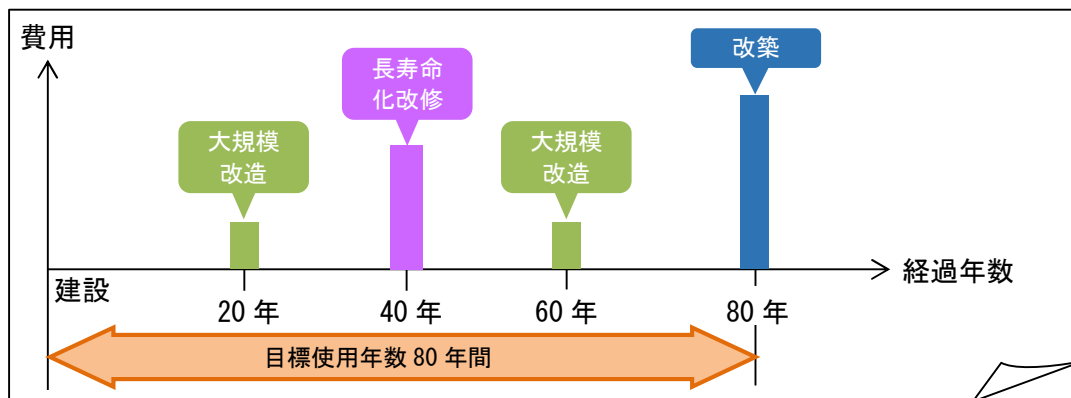 費用
改築
長寿命
化改修
大規模
改造
大規模
改造
経過年数
建設
20 年
40 年
60 年
80 年
目標使用年数 80 年間